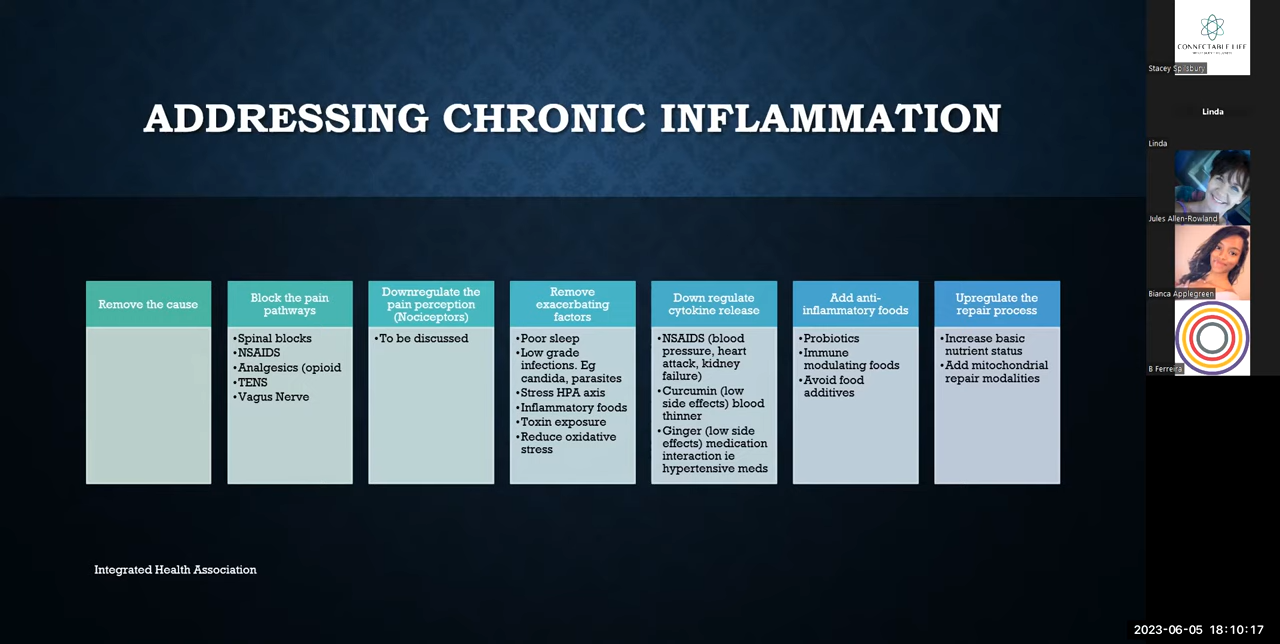 ADDRESSING CHRONIC INFLAMMATION
Remove the cause
Block the pain
pathways
•Spinal blocks
•NSAIDS
•Analgesics (opioid
•TENS
•Vagus Nerve
Downregulate the
pain perception
(Nociceptors)
•To be discussed
Remove
exacerbating
factors
•Poor sleep
•Low grade
infections. Eg
candida, parasites
•Stress HPA axis
•Inflammatory foods
•Toxin exposure
•Reduce oxidative
stress
Down regulate
cytokine release
•NSAIDS (blood
pressure, heart
attack, kidney
failure)
•Curcumin (low
side effects) blood
thinner
•Ginger (low side
effects) medication
interaction ie
hypertensive meds
Add anti-
inflammatory foods
•Probiotics
•Immune
modulating foods
•Avoid food
additives
Upregulate the
repair process
•Increase basic
nutrient status
•Add mitochondrial
repair modalities
Integrated Health Association
CONNECTABLE LIFE
Stacey Spilsbury
Linda
Linda
Jules Allen-Rowland
Bianca Applegreen
B Ferreira
2023-06-05 18:10:17